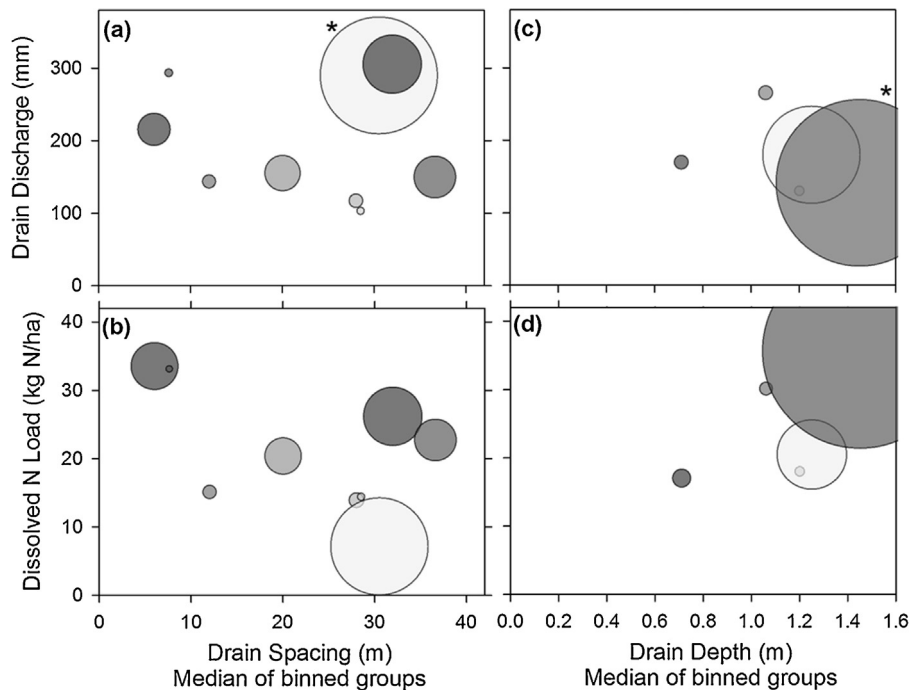 (a)
*
(c)
*
Drain Discharge (mm)
300
200
100
0
(b)
(d)
Dissolved N Load (kg N/ha)
40
30
20
10
0
0 10 20 30 40
0.0 0.2 0.4 0.6 0.8 1.0 1.2 1.4 1.6
Drain Spacing (m)
Median of binned groups
Drain Depth (m)
Median of binned groups